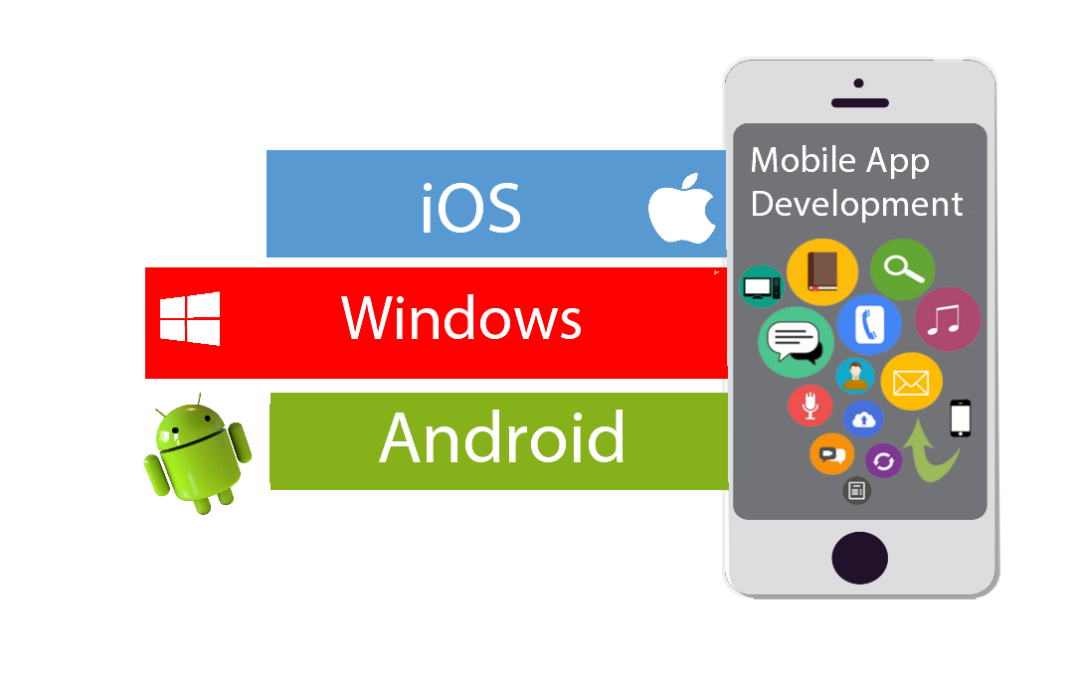 iOS
Windows
Android
Mobile App
Development